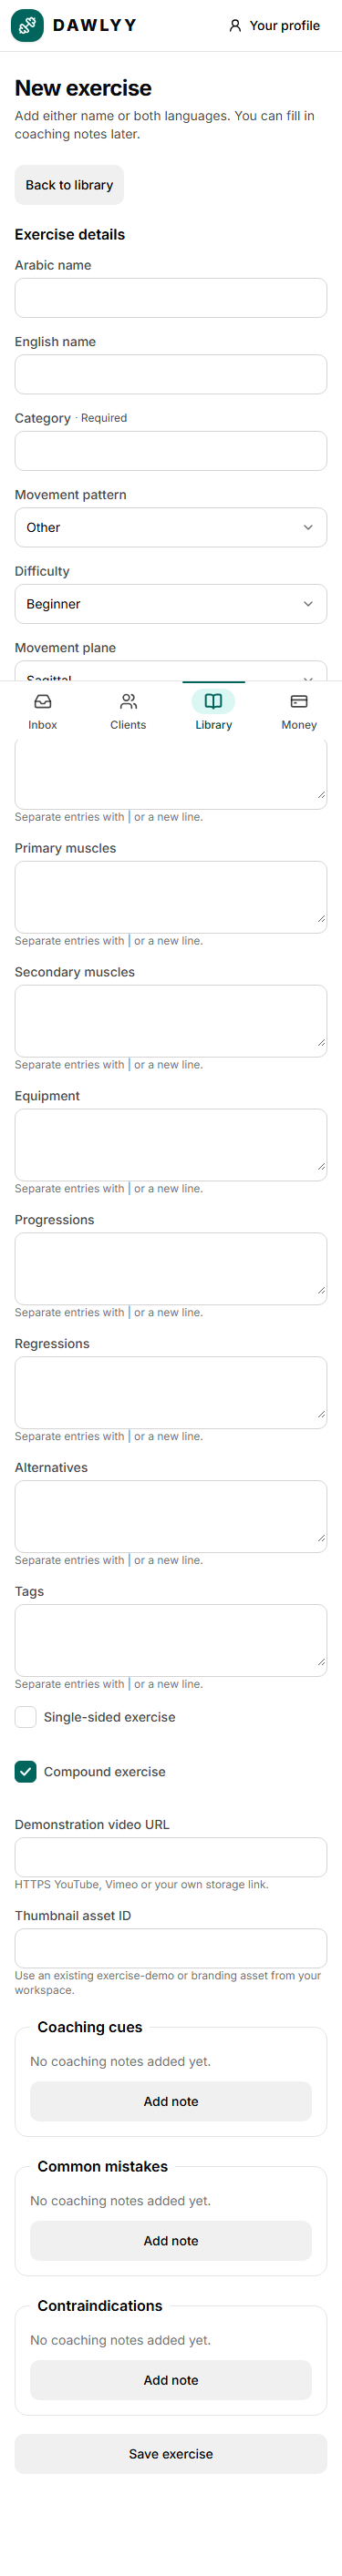 DAWLYY
Your profile
New exercise
Add either name or both languages. You can fill in
coaching notes later.
Back to library
Exercise details
Arabic name
English name
Category · Required
Movement pattern
Other
Difficulty
Beginner
Movement plane
Sagittal
Inbox
Clients
Library
Money
Separate entries with | or a new line.
Primary muscles
Separate entries with | or a new line.
Secondary muscles
Separate entries with | or a new line.
Equipment
Separate entries with | or a new line.
Progressions
Separate entries with | or a new line.
Regressions
Separate entries with | or a new line.
Alternatives
Separate entries with | or a new line.
Tags
Separate entries with | or a new line.
Single-sided exercise
Compound exercise
Demonstration video URL
HTTPS YouTube, Vimeo or your own storage link.
Thumbnail asset ID
Use an existing exercise-demo or branding asset from your
workspace.
Coaching cues
No coaching notes added yet.
Add note
Common mistakes
No coaching notes added yet.
Add note
Contraindications
No coaching notes added yet.
Add note
Save exercise